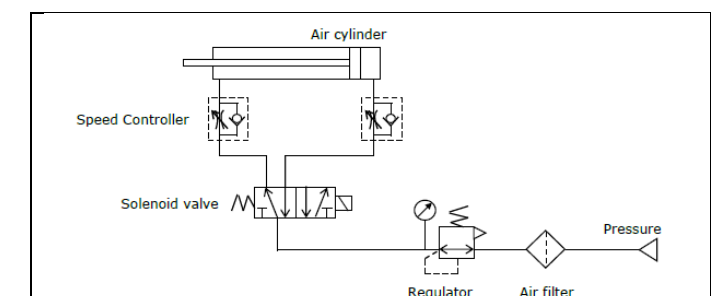 Air cylinder
Speed Controller
Solenoid valve
Pressure
Regulator
Air filter